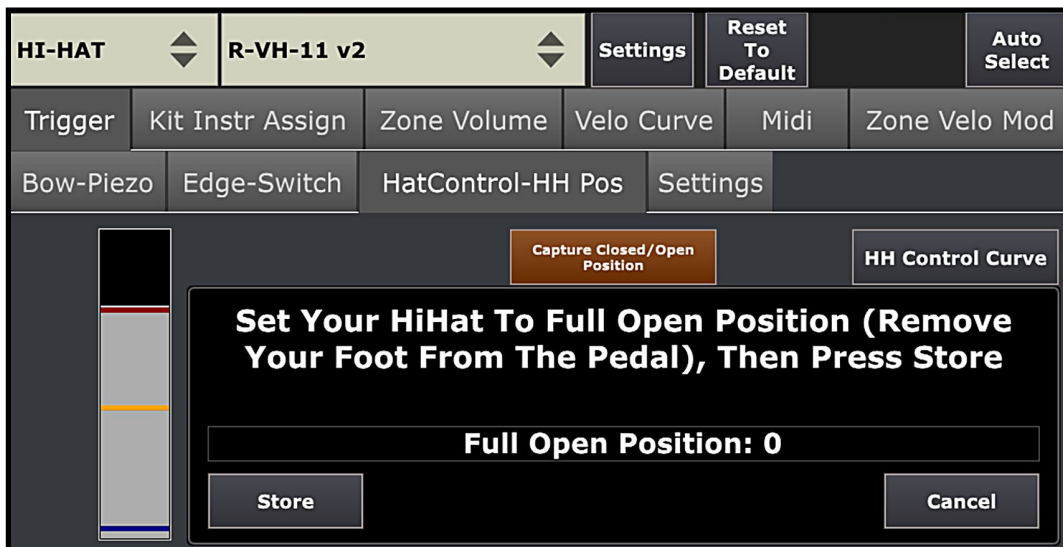 HI-HAT
R-VH-11 v2
Settings
Reset
To
Default
Auto
Select
Trigger
Kit Instr Assign
Zone Volume
Velo Curve
Midi
Zone Velo Mod
Bow-Piezo
Edge-Switch
HatControl-HH Pos
Settings
Capture Closed/Open
Position
HH Control Curve
Set Your HiHat To Full Open Position (Remove
Your Foot From The Pedal), Then Press Store
Full Open Position: 0
Store
Cancel